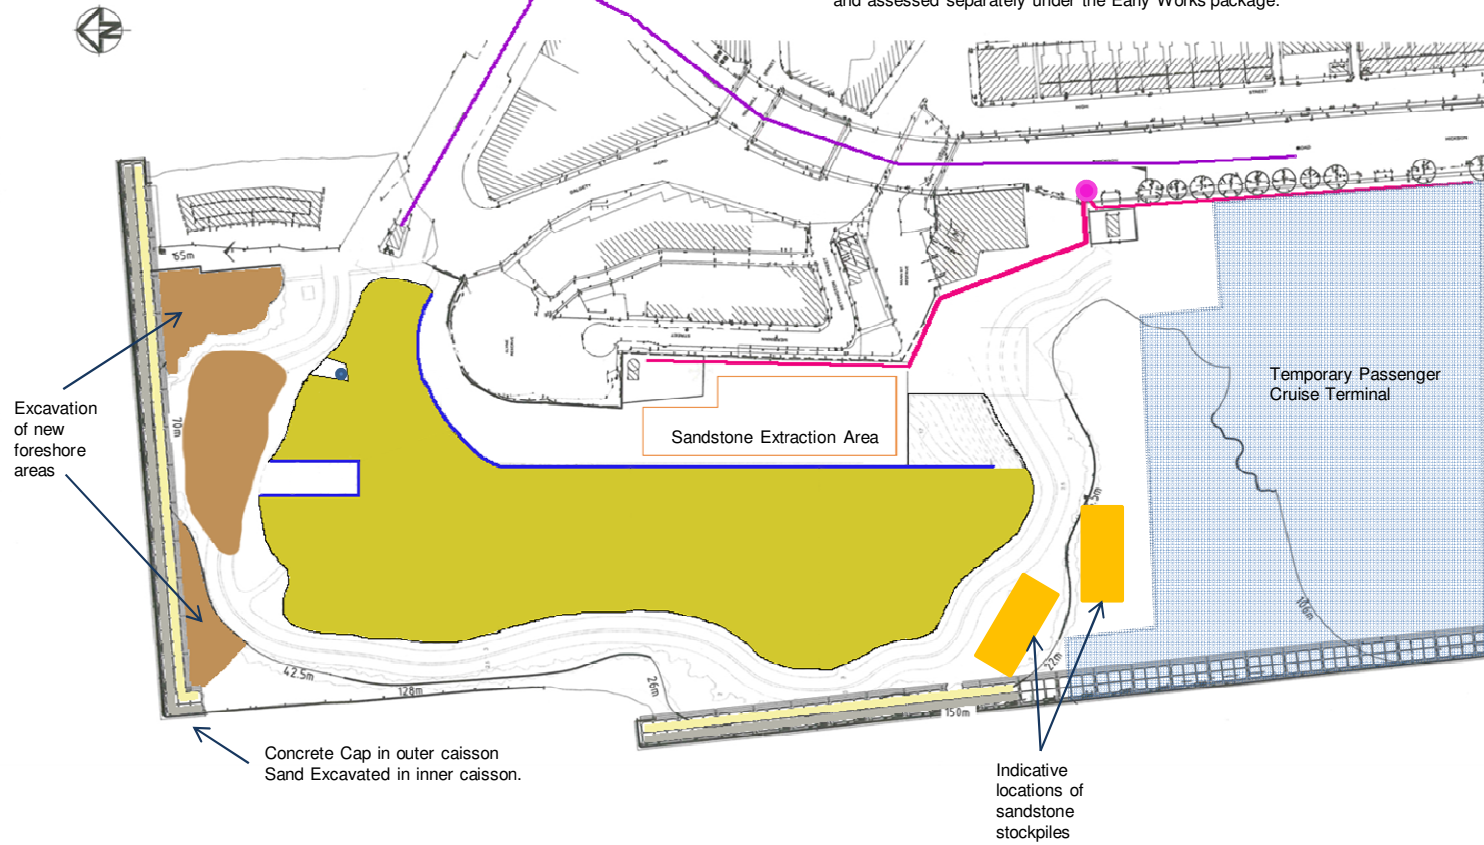 and assessed separately under the Early Works package.
N
65m
70m
Excavation
of new
foreshore
areas
Sandstone Extraction Area
Temporary Passenger
Cruise Terminal
106m
42.5m
128m
26m
22m
150m
Concrete Cap in outer caisson
Sand Excavated in inner caisson.
Indicative
locations of
sandstone
stockpiles